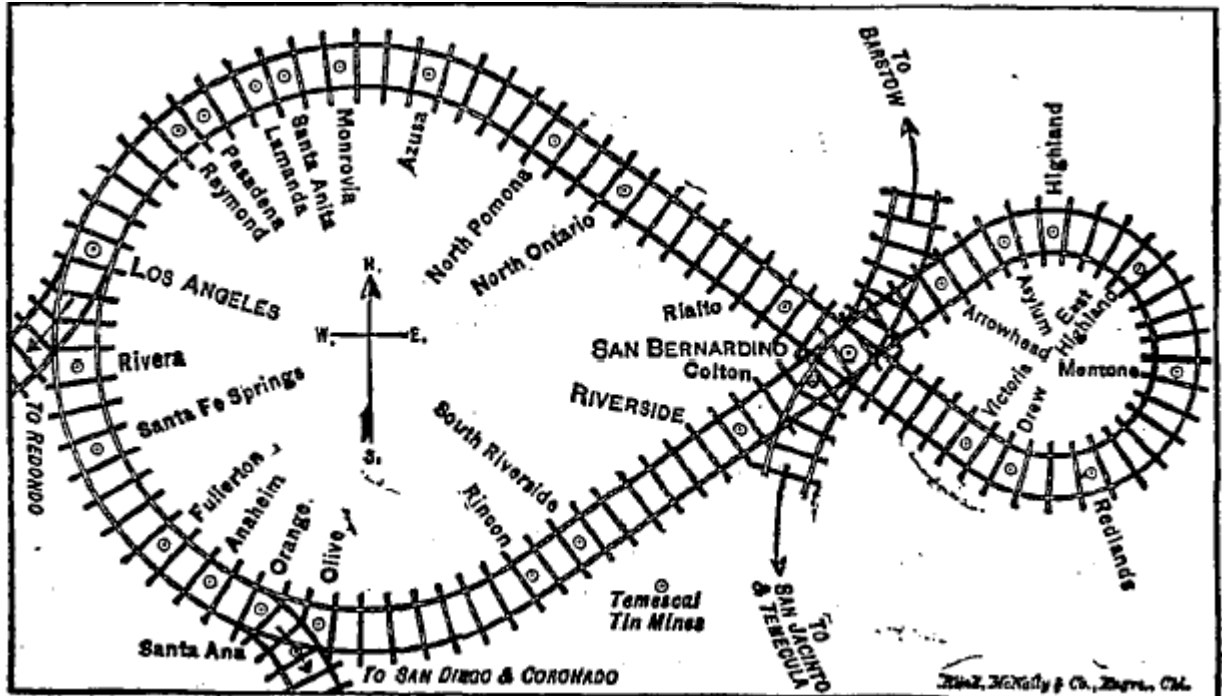 TO
BARSTOW
Highland
Azusa
Monrovia
Santa Anita
Lamanda
Pasadena
Raymond
North Pomona
North Ontario
LOS ANGELES
N.
W. E.
S.
Rialto
Arrowhead
Asylum
East
Highland
SAN BERNARDINO
Colton
Mentone
Victoria
Drew
Rivera
RIVERSIDE
Santa Fe Springs
TO REDONDO
South Riverside
Rincon
Fullerton
Anaheim
Orange
Olive
Redlands
Temescal
Tin Mines
TO
SAN JACINTO
& TEMECULA
Santa Ana
TO SAN DIEGO & CORONADO
Rand, McNally & Co., Engrs., Chi.